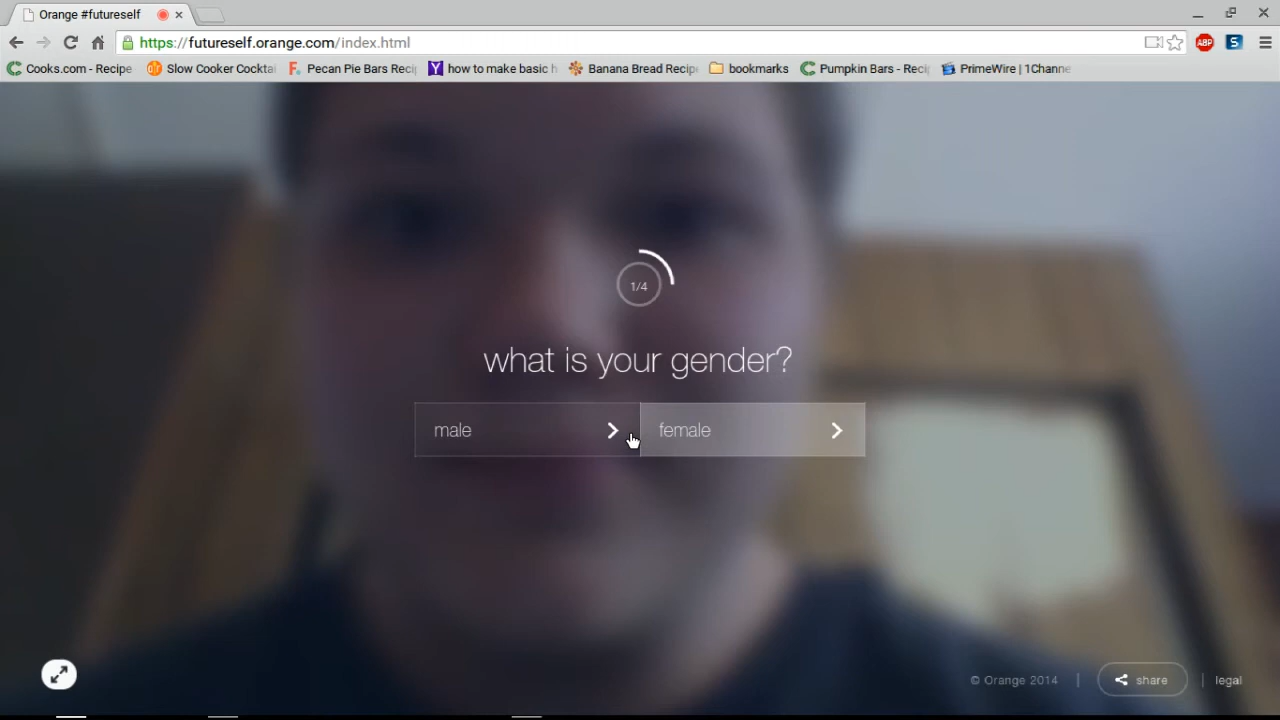 Orange #futureself
https://futureself.orange.com/index.html
ABP
S
Cooks.com - Recipe
Slow Cooker Cockta
Pecan Pie Bars Reci
how to make basic h
Banana Bread Recip
bookmarks
Pumpkin Bars - Reci
PrimeWire | 1Channe
1/4
what is your gender?
male
female
© Orange 2014 | share | legal